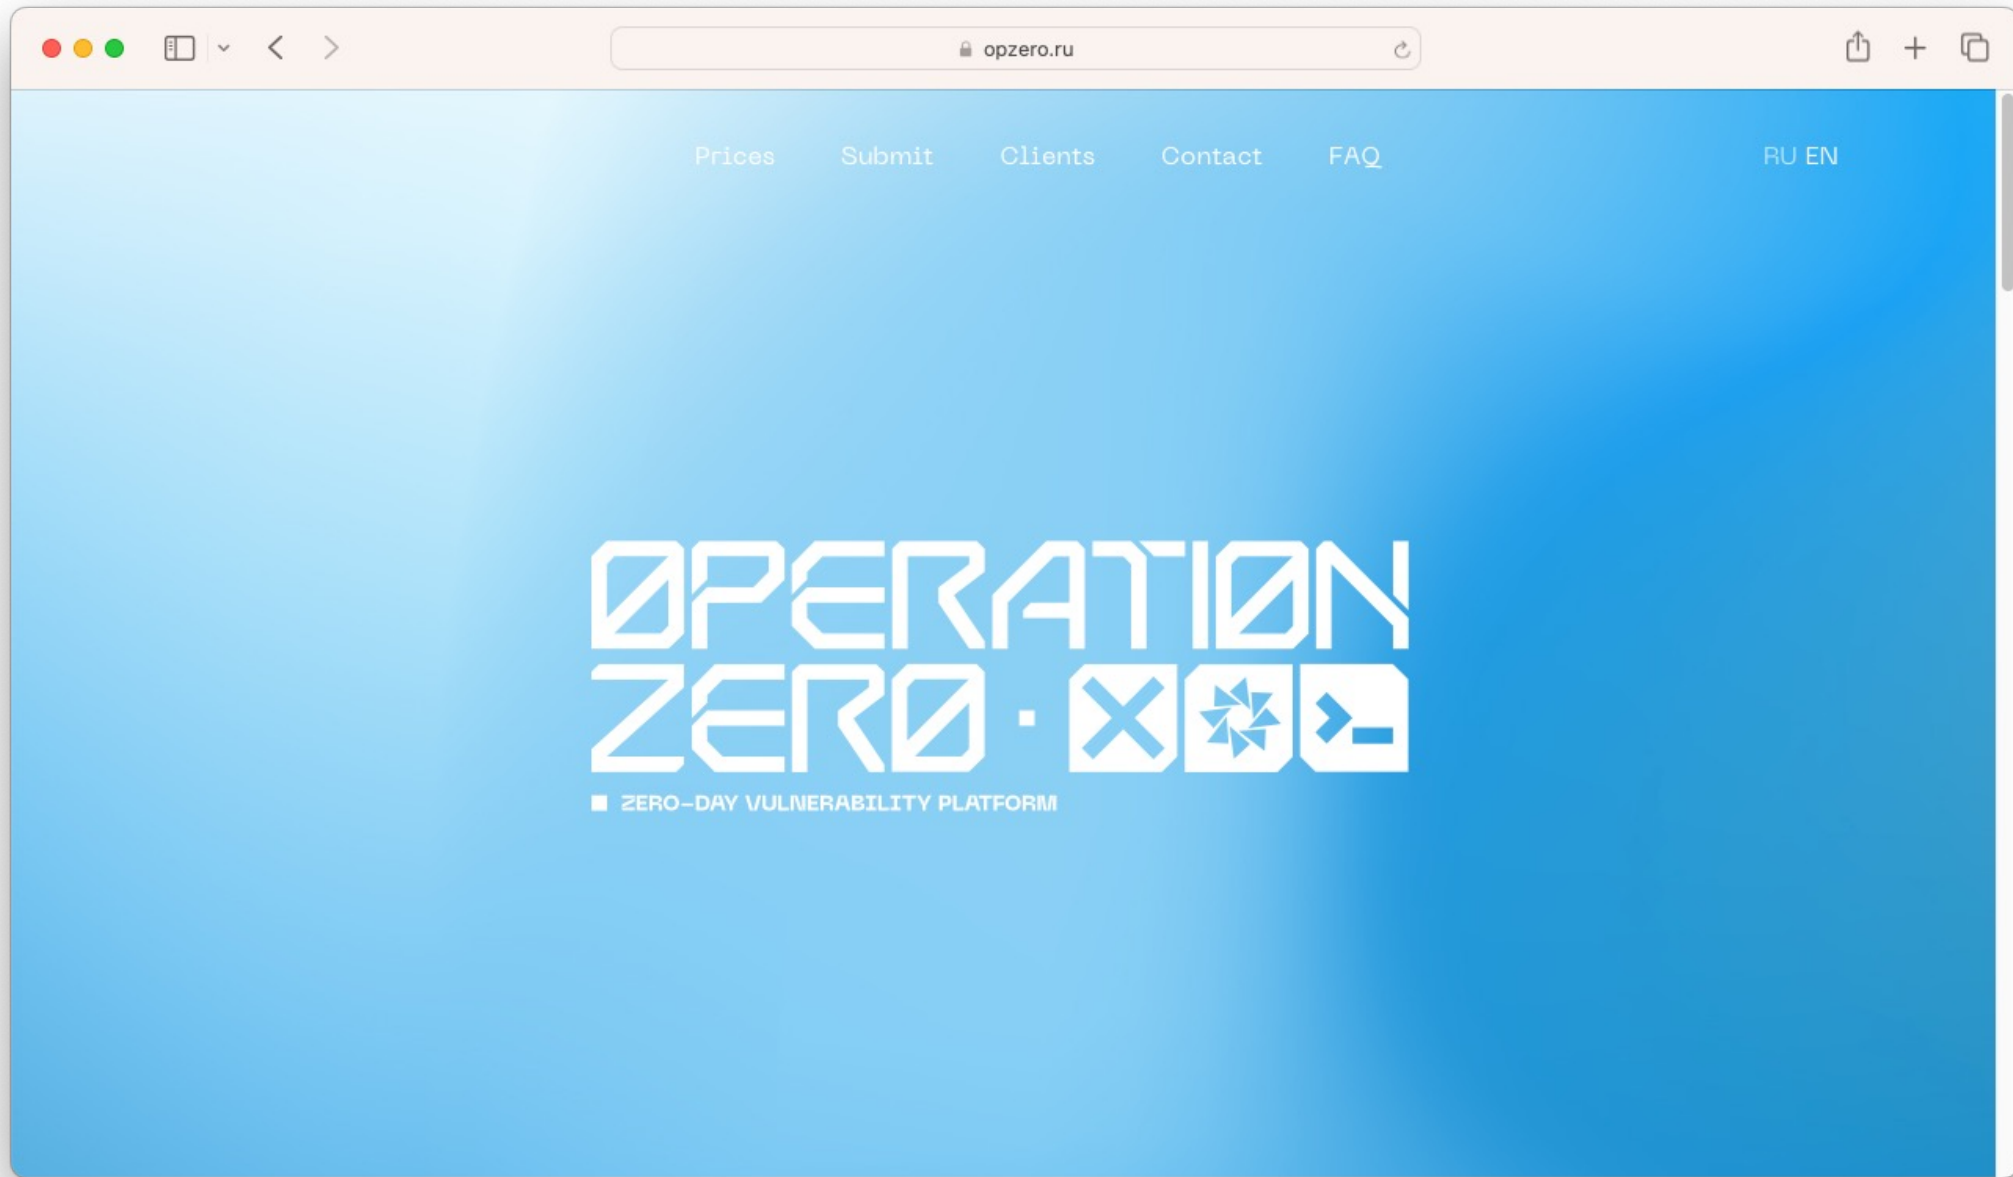 opzero.ru
Prices Submit Clients Contact FAQ RU EN
OPERATION
ZERO
ZERO-DAY VULNERABILITY PLATFORM